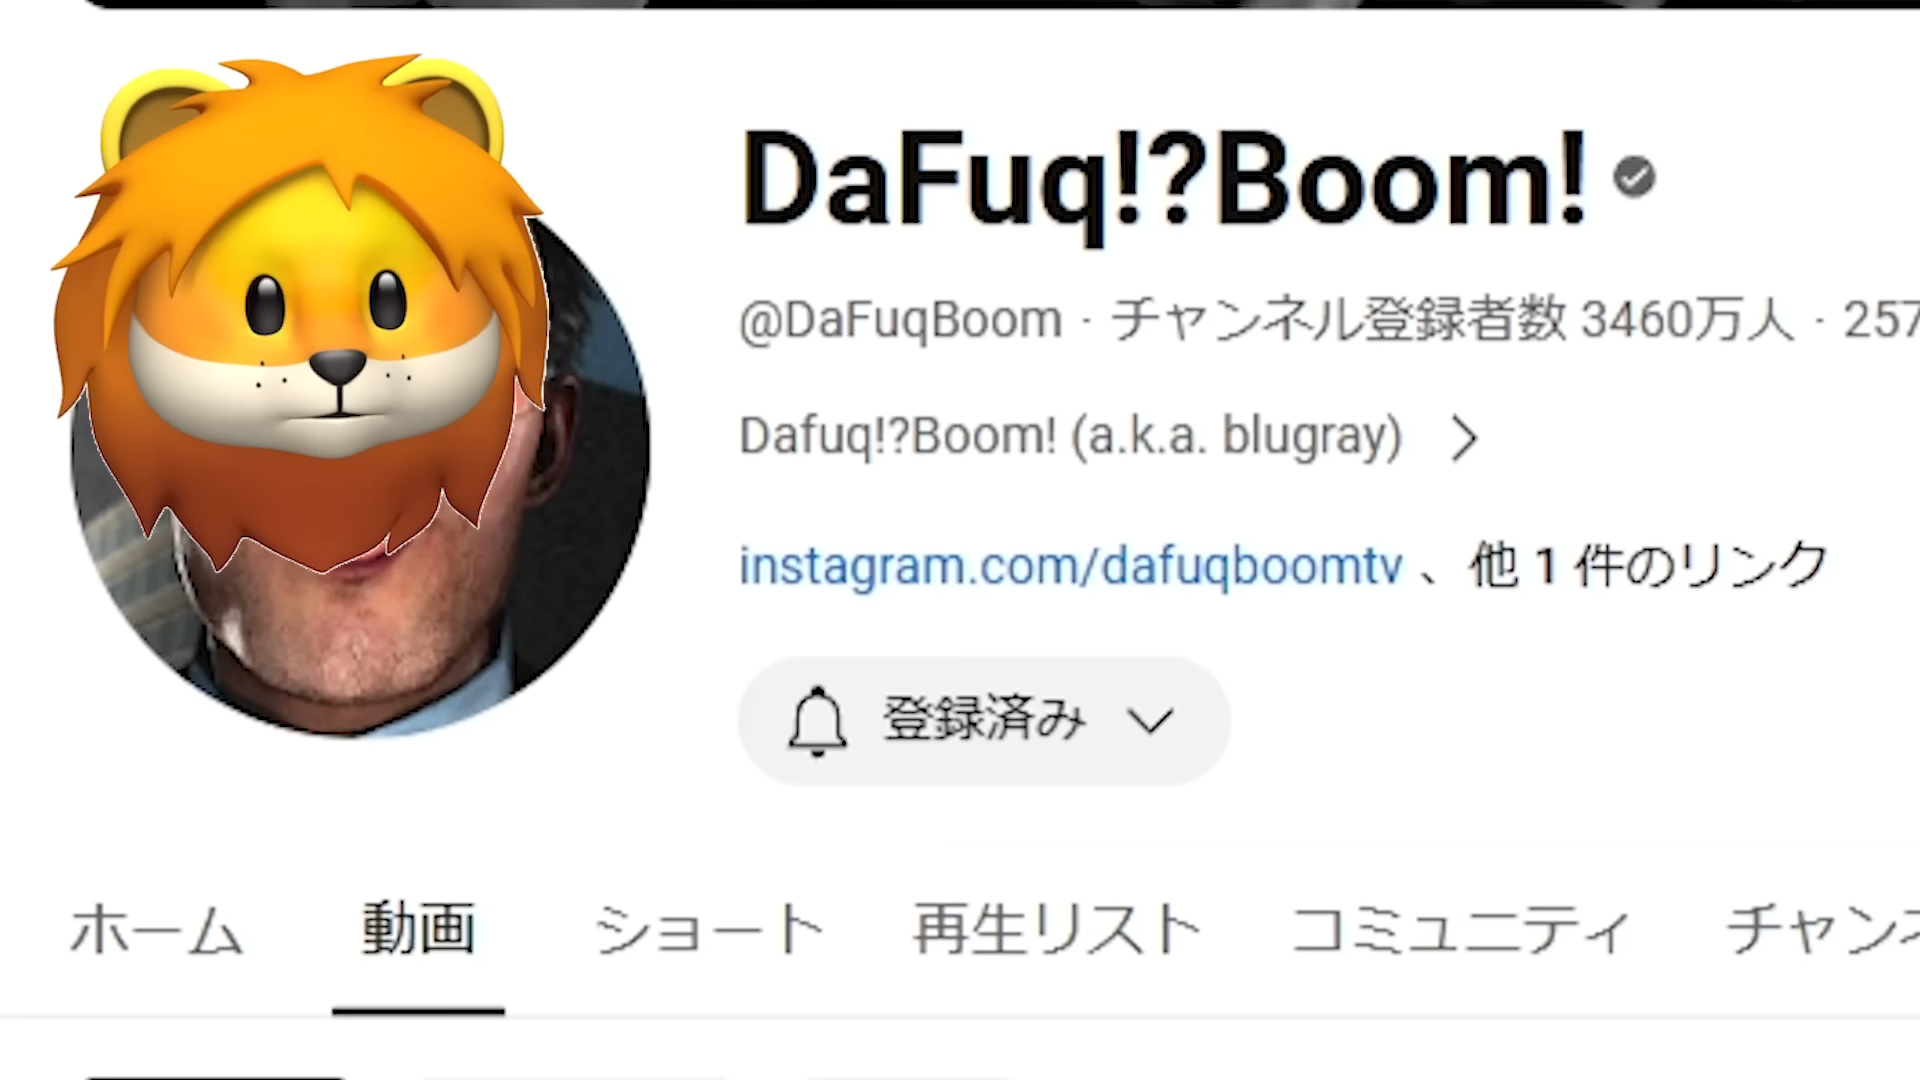 DaFuq!?Boom!
@DaFuqBoom · チャンネル登録者数 3460万人 · 257
Dafuq!?Boom! (a.k.a. blugray)
instagram.com/dafuqboomtv 、他 1 件のリンク
登録済み
ホーム 動画 ショート 再生リスト コミュニティ チャンネ